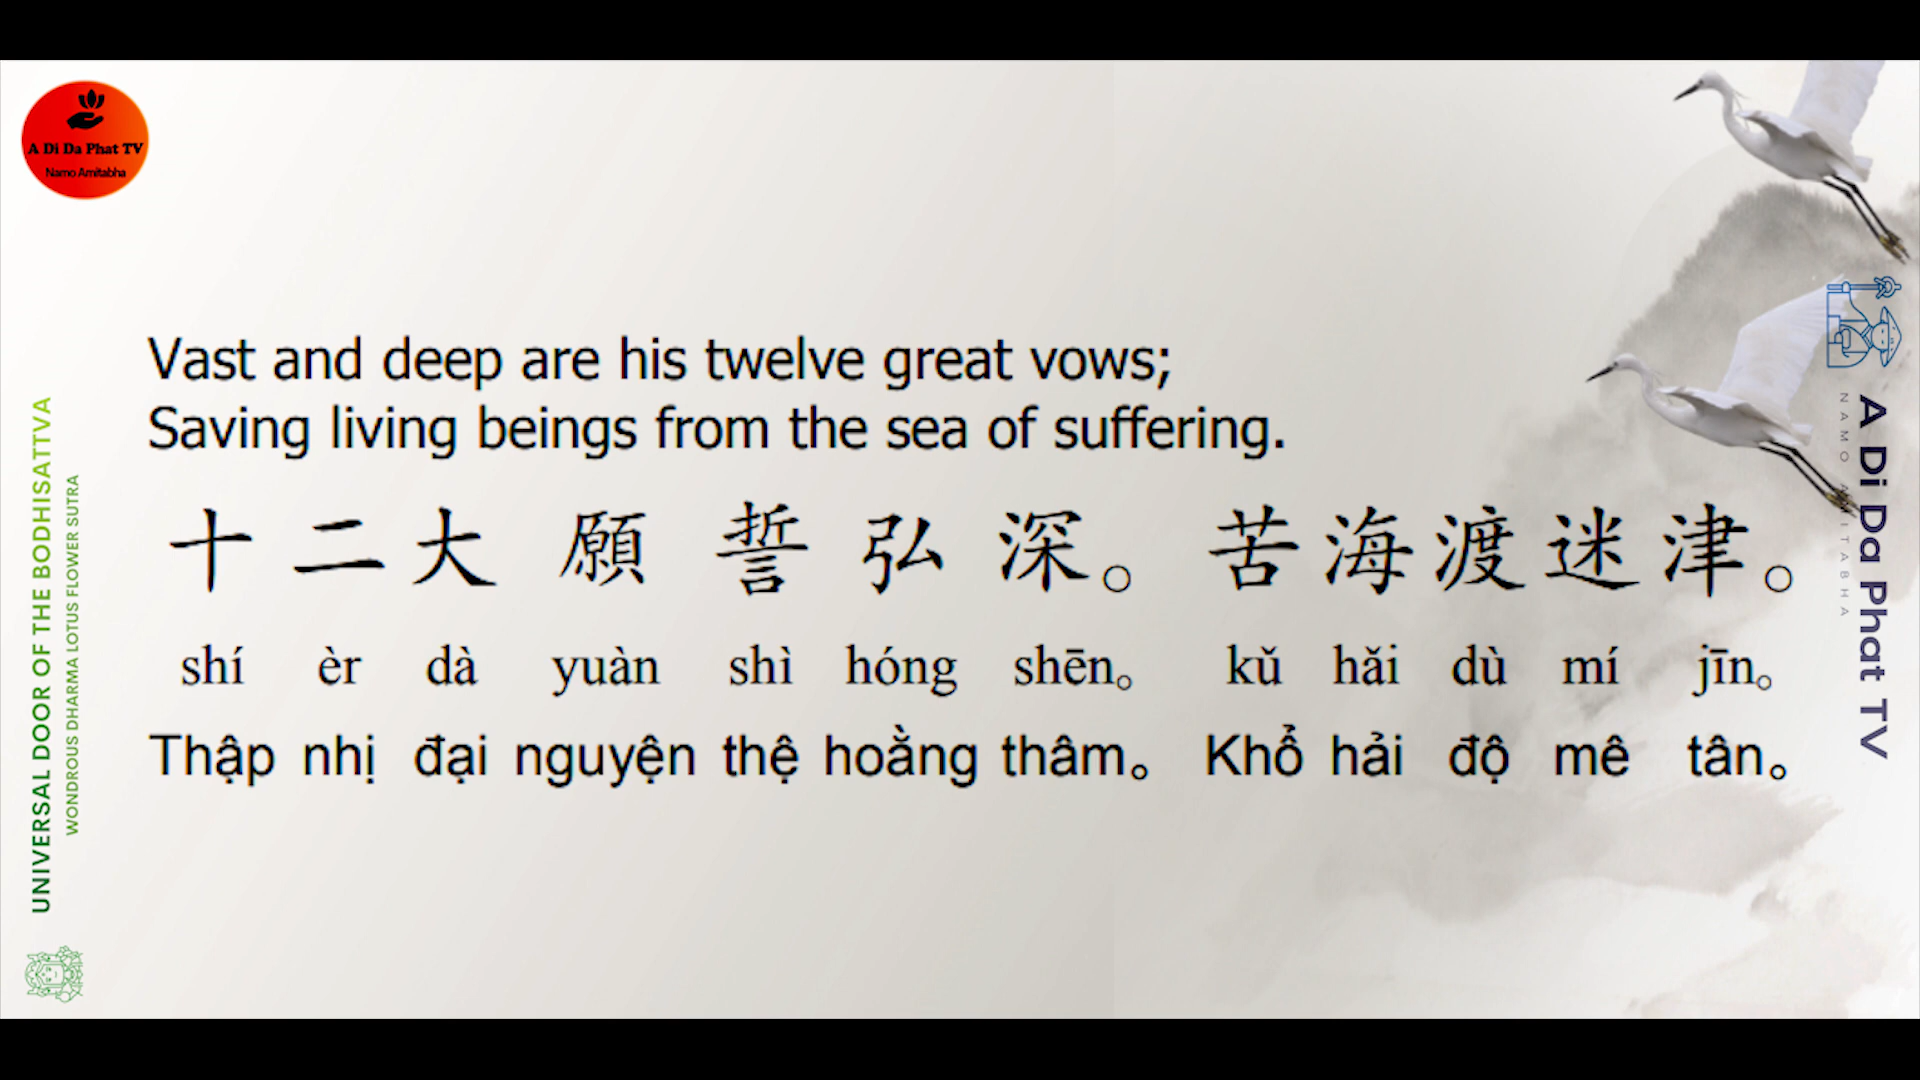 A Di Da Phat TV
Namo Amitabha
Vast and deep are his twelve great vows;
Saving living beings from the sea of suffering.
十二大願誓弘深。苦海渡迷津。
shí èr dà yuàn shì hóng shēn。 kǔ hǎi dù mí jīn。
Thập nhị đại nguyện thệ hoằng thâm。 Khổ hải độ mê tân。
UNIVERSAL DOOR OF THE BODHISATTVA
WONDROUS DHARMA LOTUS FLOWER SUTRA
A Di Da Phat TV
NAMO AMITABHA